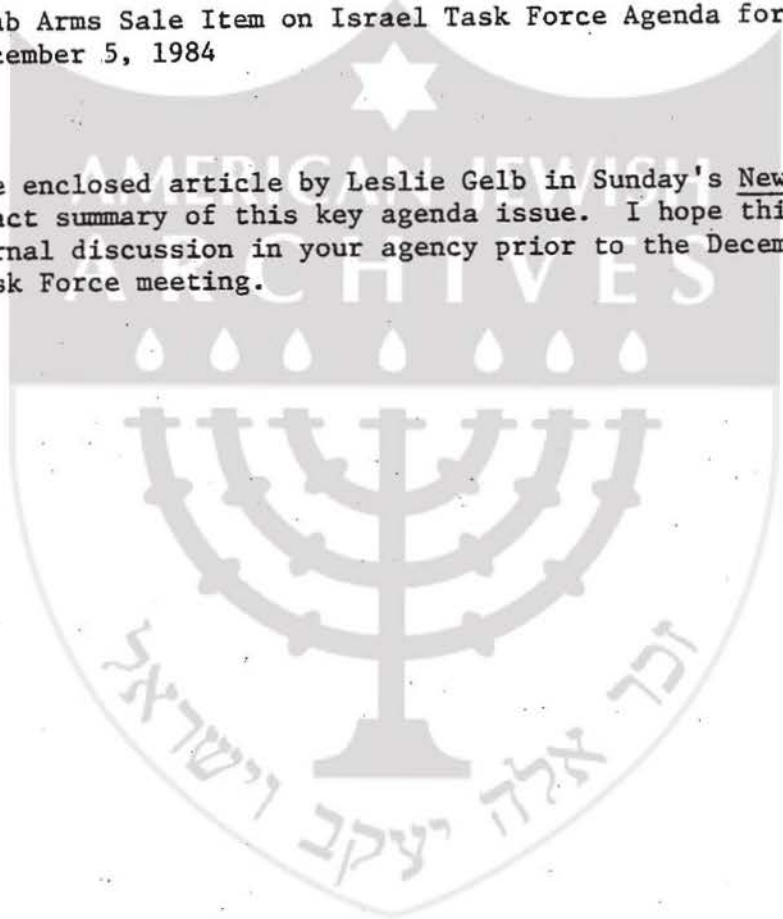 ab Arms Sale Item on Israel Task Force Agenda for
cember 5, 1984
AMERICAN JEWISH
ARCHIVES
e enclosed article by Leslie Gelb in Sunday's New
act summary of this key agenda issue. I hope thi
rnal discussion in your agency prior to the Decem
sk Force meeting.
זכר אלה יעקב וישראל